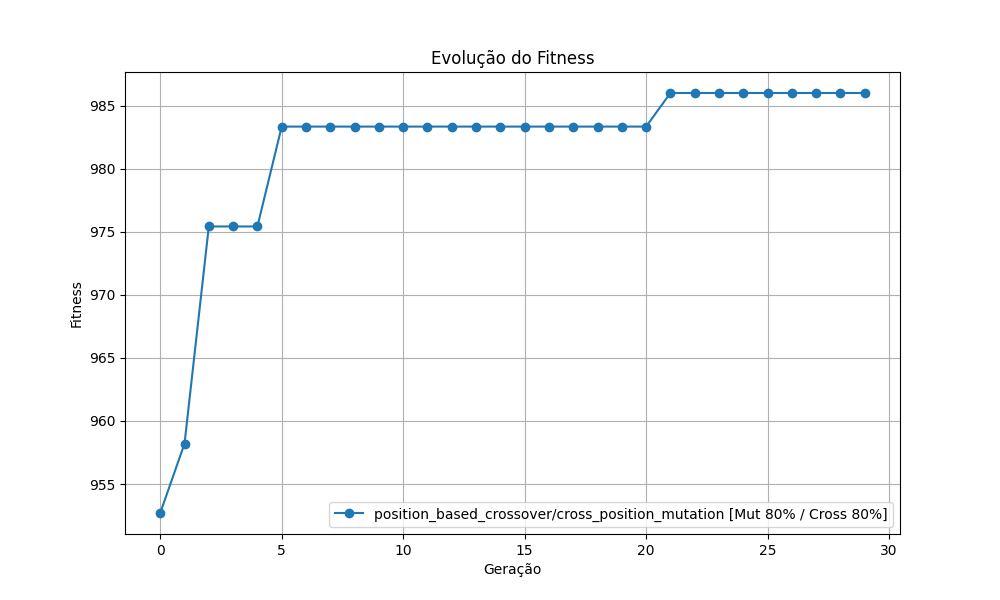 Evolução do Fitness
Fitness
985
980
975
970
965
960
955
position_based_crossover/cross_position_mutation [Mut 80% / Cross 80%]
0 5 10 15 20 25 30
Geração